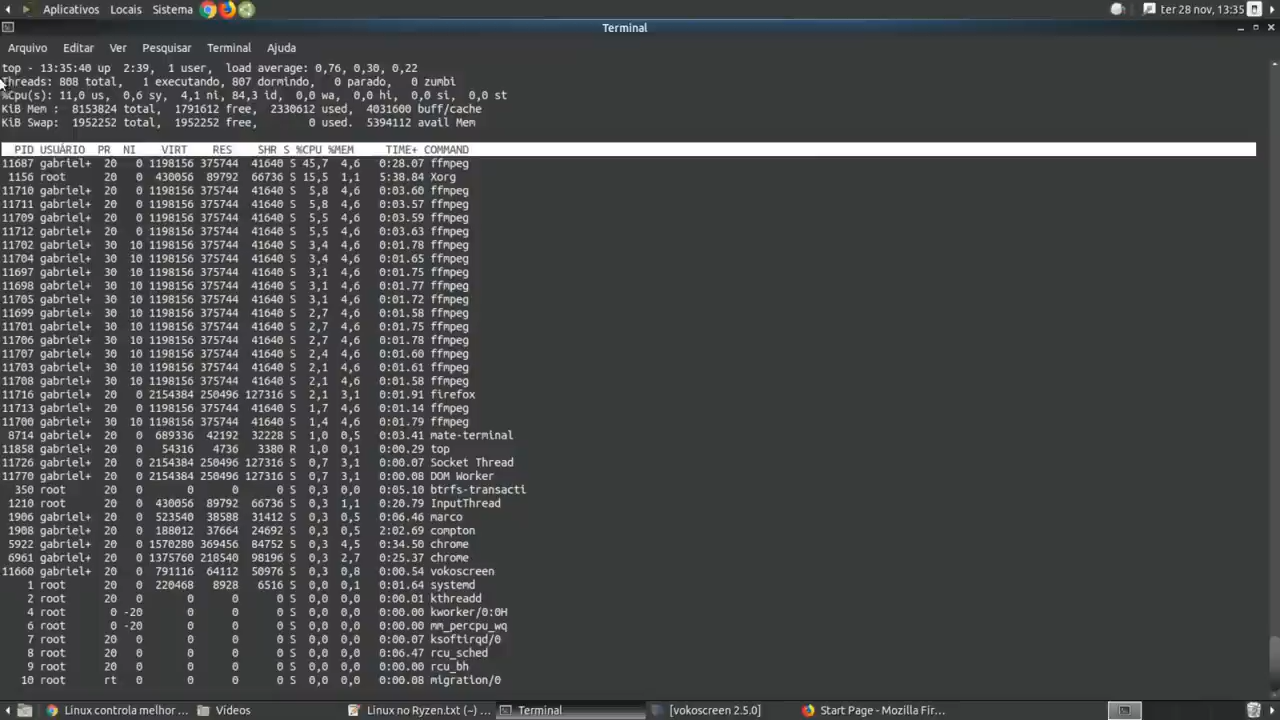 Aplicativos Locais Sistema ter 28 nov, 13:35
Terminal
Arquivo Editar Ver Pesquisar Terminal Ajuda
top - 13:35:40 up 2:39, 1 user, load average: 0,76, 0,30, 0,22
Threads: 808 total, 1 executando, 807 dormindo, 0 parado, 0 zumbi
%Cpu(s): 11,0 us, 0,6 sy, 4,1 ni, 84,3 id, 0,0 wa, 0,0 hi, 0,0 si, 0,0 st
KiB Mem : 8153824 total, 1791612 free, 2330612 used, 4031600 buff/cache
KiB Swap: 1952252 total, 1952252 free, 0 used. 5394112 avail Mem
PID USUÁRIO PR NI VIRT RES SHR S %CPU %MEM TIME+ COMMAND
11687 gabriel+ 20 0 1198156 375744 41640 S 45,7 4,6 0:28.07 ffmpeg
1156 root 20 0 430056 89792 66736 S 15,5 1,1 5:38.84 Xorg
11710 gabriel+ 20 0 1198156 375744 41640 S 5,8 4,6 0:03.60 ffmpeg
11711 gabriel+ 20 0 1198156 375744 41640 S 5,8 4,6 0:03.57 ffmpeg
11709 gabriel+ 20 0 1198156 375744 41640 S 5,5 4,6 0:03.59 ffmpeg
11712 gabriel+ 20 0 1198156 375744 41640 S 5,5 4,6 0:03.63 ffmpeg
11702 gabriel+ 30 10 1198156 375744 41640 S 3,4 4,6 0:01.78 ffmpeg
11704 gabriel+ 30 10 1198156 375744 41640 S 3,4 4,6 0:01.65 ffmpeg
11697 gabriel+ 30 10 1198156 375744 41640 S 3,1 4,6 0:01.75 ffmpeg
11698 gabriel+ 30 10 1198156 375744 41640 S 3,1 4,6 0:01.77 ffmpeg
11705 gabriel+ 30 10 1198156 375744 41640 S 3,1 4,6 0:01.72 ffmpeg
11699 gabriel+ 30 10 1198156 375744 41640 S 2,7 4,6 0:01.58 ffmpeg
11701 gabriel+ 30 10 1198156 375744 41640 S 2,7 4,6 0:01.75 ffmpeg
11706 gabriel+ 30 10 1198156 375744 41640 S 2,7 4,6 0:01.78 ffmpeg
11707 gabriel+ 30 10 1198156 375744 41640 S 2,4 4,6 0:01.60 ffmpeg
11703 gabriel+ 30 10 1198156 375744 41640 S 2,1 4,6 0:01.61 ffmpeg
11708 gabriel+ 30 10 1198156 375744 41640 S 2,1 4,6 0:01.58 ffmpeg
11716 gabriel+ 20 0 2154384 250496 127316 S 2,1 3,1 0:01.91 firefox
11713 gabriel+ 20 0 1198156 375744 41640 S 1,7 4,6 0:01.14 ffmpeg
11700 gabriel+ 30 10 1198156 375744 41640 S 1,4 4,6 0:01.79 ffmpeg
8714 gabriel+ 20 0 689336 42192 32228 S 1,0 0,5 0:03.41 mate-terminal
11858 gabriel+ 20 0 54316 4736 3380 R 1,0 0,1 0:00.29 top
11726 gabriel+ 20 0 2154384 250496 127316 S 0,7 3,1 0:00.07 Socket Thread
11770 gabriel+ 20 0 2154384 250496 127316 S 0,7 3,1 0:00.08 DOM Worker
350 root 20 0 0 0 0 S 0,3 0,0 0:05.10 btrfs-transacti
1210 root 20 0 430056 89792 66736 S 0,3 1,1 0:20.79 InputThread
1906 gabriel+ 20 0 523540 38588 31412 S 0,3 0,5 0:06.46 marco
1908 gabriel+ 20 0 188012 37664 24692 S 0,3 0,5 2:02.69 compton
5922 gabriel+ 20 0 1570280 369456 84752 S 0,3 4,5 0:34.50 chrome
6961 gabriel+ 20 0 1375760 218540 98196 S 0,3 2,7 0:25.37 chrome
11660 gabriel+ 20 0 791116 64112 50976 S 0,3 0,8 0:00.54 vokoscreen
1 root 20 0 220468 8928 6516 S 0,0 0,1 0:01.64 systemd
2 root 20 0 0 0 0 S 0,0 0,0 0:00.01 kthreadd
4 root 0 -20 0 0 0 S 0,0 0,0 0:00.00 kworker/0:0H
6 root 0 -20 0 0 0 S 0,0 0,0 0:00.00 mm_percpu_wq
7 root 20 0 0 0 0 S 0,0 0,0 0:00.07 ksoftirqd/0
8 root 20 0 0 0 0 S 0,0 0,0 0:06.47 rcu_sched
9 root 20 0 0 0 0 S 0,0 0,0 0:00.00 rcu_bh
10 root rt 0 0 0 0 S 0,0 0,0 0:00.08 migration/0
Linux controla melhor ... Vídeos Linux no Ryzen.txt (~) ... Terminal [vokoscreen 2.5.0] Start Page - Mozilla Fir...